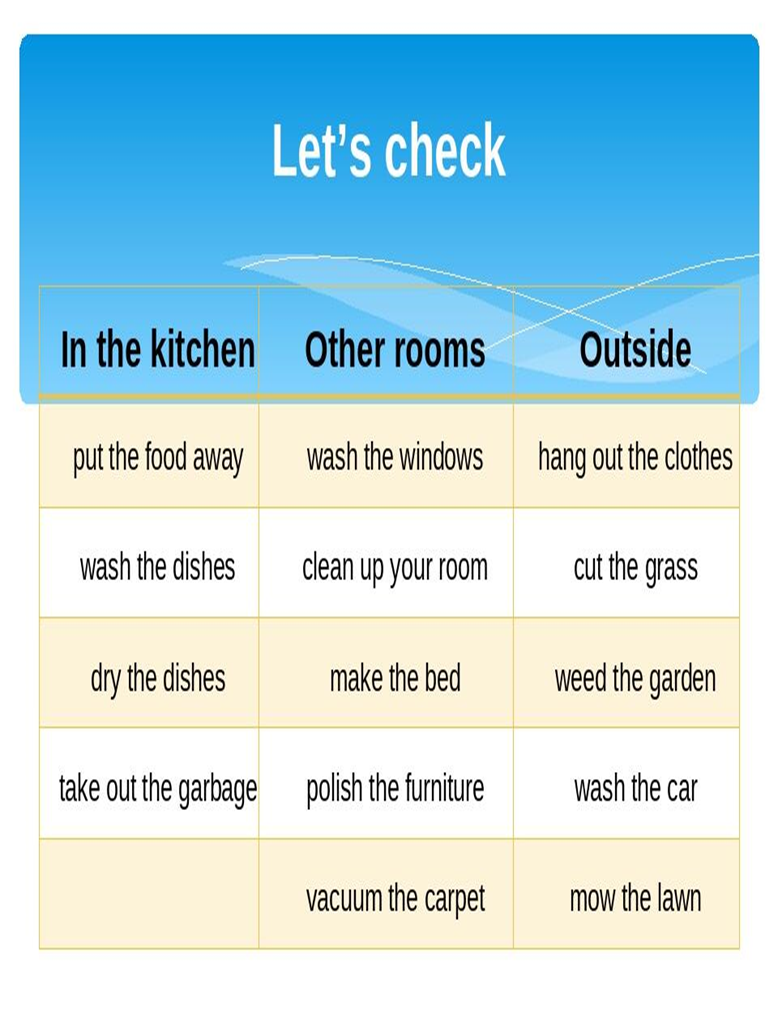 Let’s check
In the kitchen Other rooms Outside
put the food away wash the windows hang out the clothes
wash the dishes clean up your room cut the grass
dry the dishes make the bed weed the garden
take out the garbage polish the furniture wash the car
vacuum the carpet mow the lawn